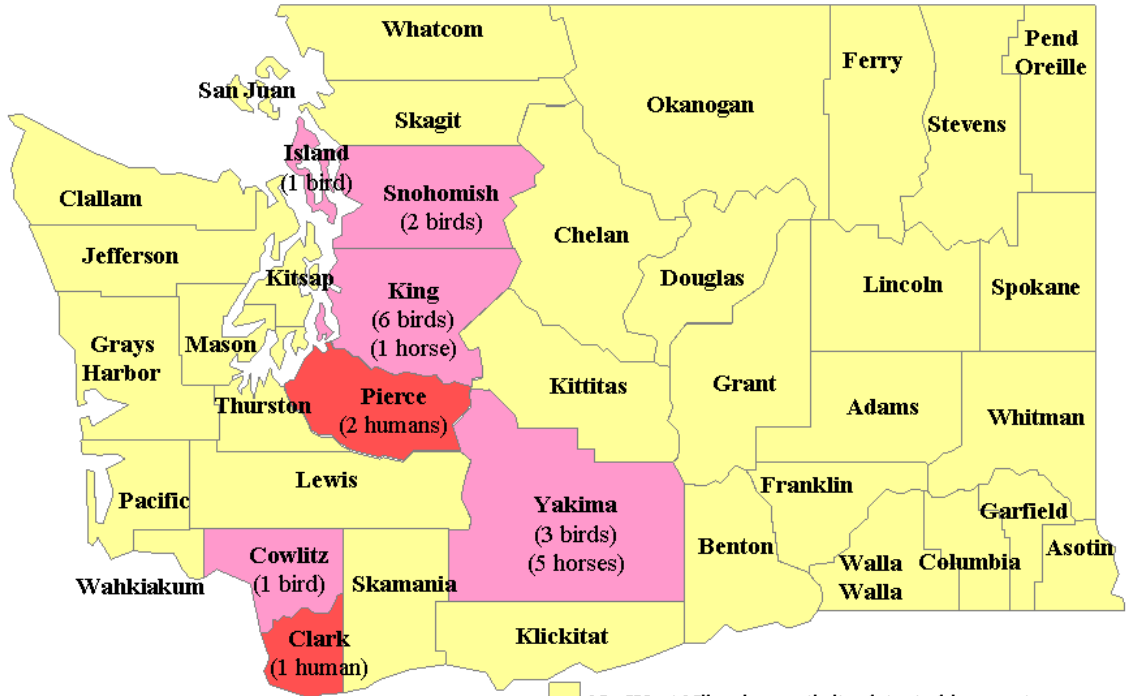 Whatcom
San Juan
Skagit
Island
(1 bird)
Snohomish
(2 birds)
Clallam
Jefferson
Kitsap
King
(6 birds)
(1 horse)
Grays
Harbor
Mason
Thurston
Pierce
(2 humans)
Okanogan
Ferry
Stevens
Pend
Oreille
Chelan
Douglas
Lincoln
Spokane
Kittitas
Grant
Adams
Whitman
Pacific
Lewis
Yakima
(3 birds)
(5 horses)
Benton
Franklin
Walla
Walla
Columbia
Garfield
Asotin
Wahkiakum
Cowlitz
(1 bird)
Skamania
Clark
(1 human)
Klickitat